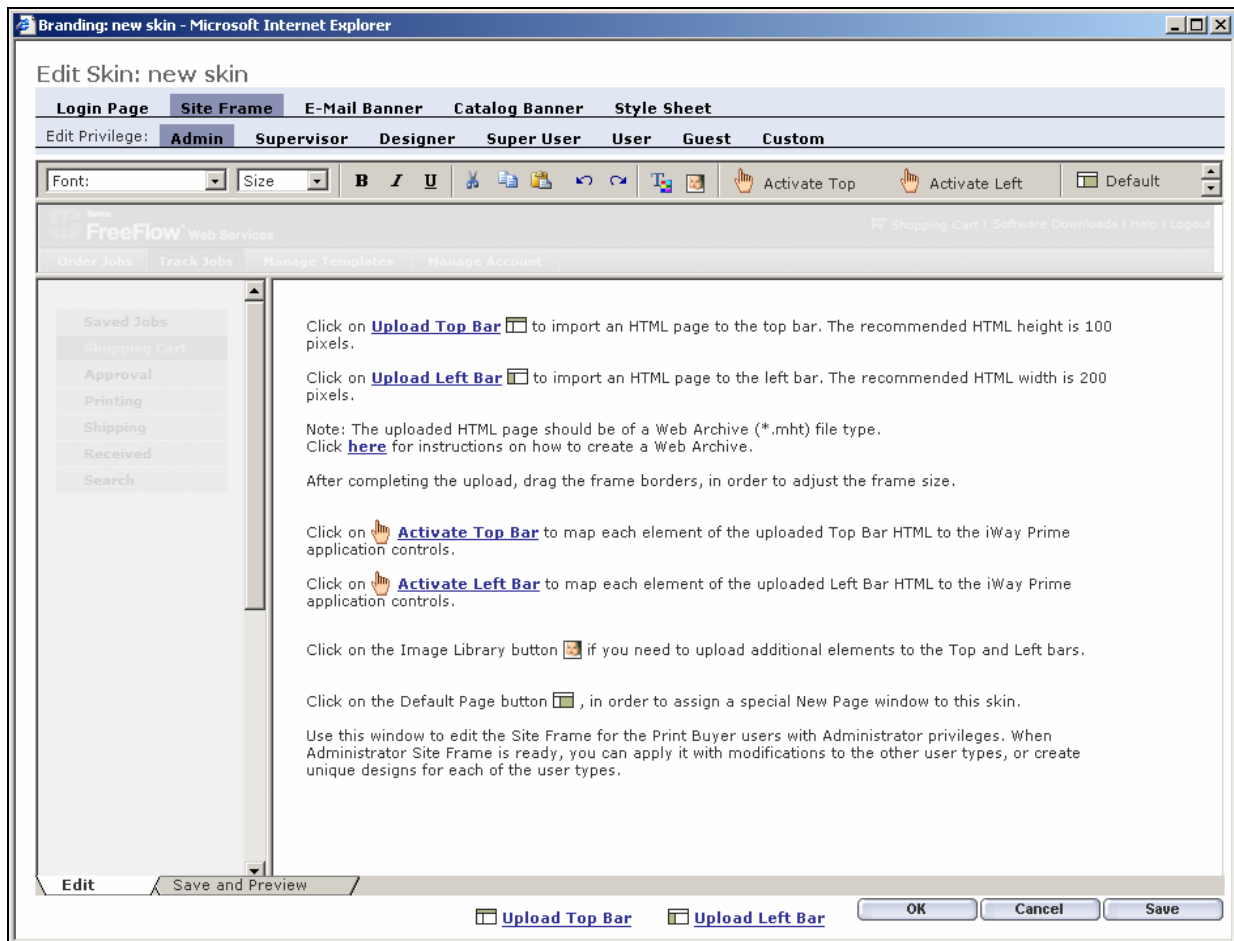 Branding: new skin - Microsoft Internet Explorer
Edit Skin: new skin
Login Page Site Frame E-Mail Banner Catalog Banner Style Sheet
Edit Privilege: Admin Supervisor Designer Super User User Guest Custom
Font: Size B I U Activate Top Activate Left Default
Xerox
FreeFlow Web Services
Shopping Cart | Software Downloads | Help | Logout
Order Jobs Track Jobs Manage Templates Manage Account
Saved Jobs
Shopping Cart
Approval
Printing
Shipping
Received
Search
Click on Upload Top Bar to import an HTML page to the top bar. The recommended HTML height is 100
pixels.
Click on Upload Left Bar to import an HTML page to the left bar. The recommended HTML width is 200
pixels.
Note: The uploaded HTML page should be of a Web Archive (*.mht) file type.
Click here for instructions on how to create a Web Archive.
After completing the upload, drag the frame borders, in order to adjust the frame size.
Click on Activate Top Bar to map each element of the uploaded Top Bar HTML to the iWay Prime
application controls.
Click on Activate Left Bar to map each element of the uploaded Left Bar HTML to the iWay Prime
application controls.
Click on the Image Library button if you need to upload additional elements to the Top and Left bars.
Click on the Default Page button , in order to assign a special New Page window to this skin.
Use this window to edit the Site Frame for the Print Buyer users with Administrator privileges. When
Administrator Site Frame is ready, you can apply it with modifications to the other user types, or create
unique designs for each of the user types.
Edit Save and Preview
Upload Top Bar Upload Left Bar OK Cancel Save